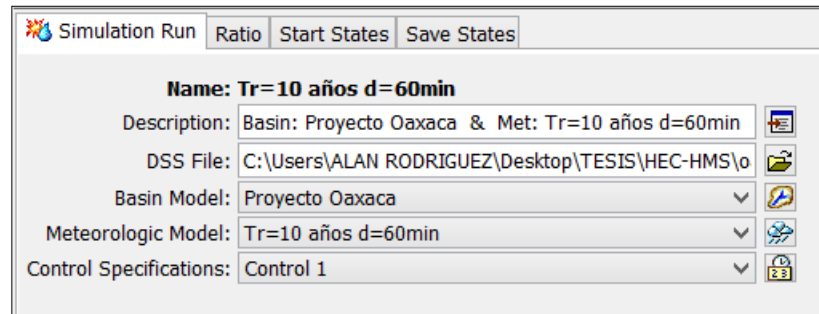 Simulation Run Ratio Start States Save States
Name: Tr=10 años d=60min
Description: Basin: Proyecto Oaxaca & Met: Tr=10 años d=60min
DSS File: C:\Users\ALAN RODRIGUEZ\Desktop\TESIS\HEC-HMS\o
Basin Model: Proyecto Oaxaca
Meteorologic Model: Tr=10 años d=60min
Control Specifications: Control 1